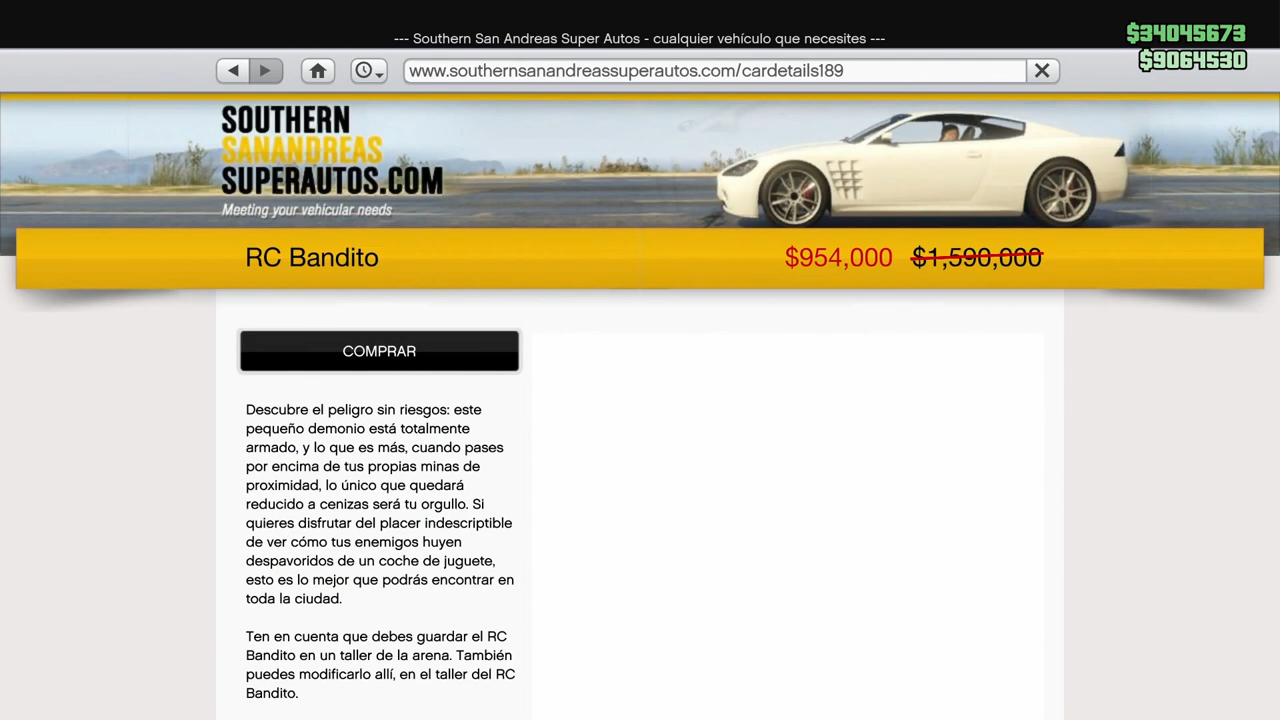 --- Southern San Andreas Super Autos - cualquier vehículo que necesites ---
$34045673
$9064530
www.southernsanandreassuperautos.com/cardetails189
SOUTHERN
SANANDREAS
SUPERAUTOS.COM
Meeting your vehicular needs
RC Bandito
$954,000 $1,590,000
COMPRAR
Descubre el peligro sin riesgos: este
pequeño demonio está totalmente
armado, y lo que es más, cuando pases
por encima de tus propias minas de
proximidad, lo único que quedará
reducido a cenizas será tu orgullo. Si
quieres disfrutar del placer indescriptible
de ver cómo tus enemigos huyen
despavoridos de un coche de juguete,
esto es lo mejor que podrás encontrar en
toda la ciudad.
Ten en cuenta que debes guardar el RC
Bandito en un taller de la arena. También
puedes modificarlo allí, en el taller del RC
Bandito.